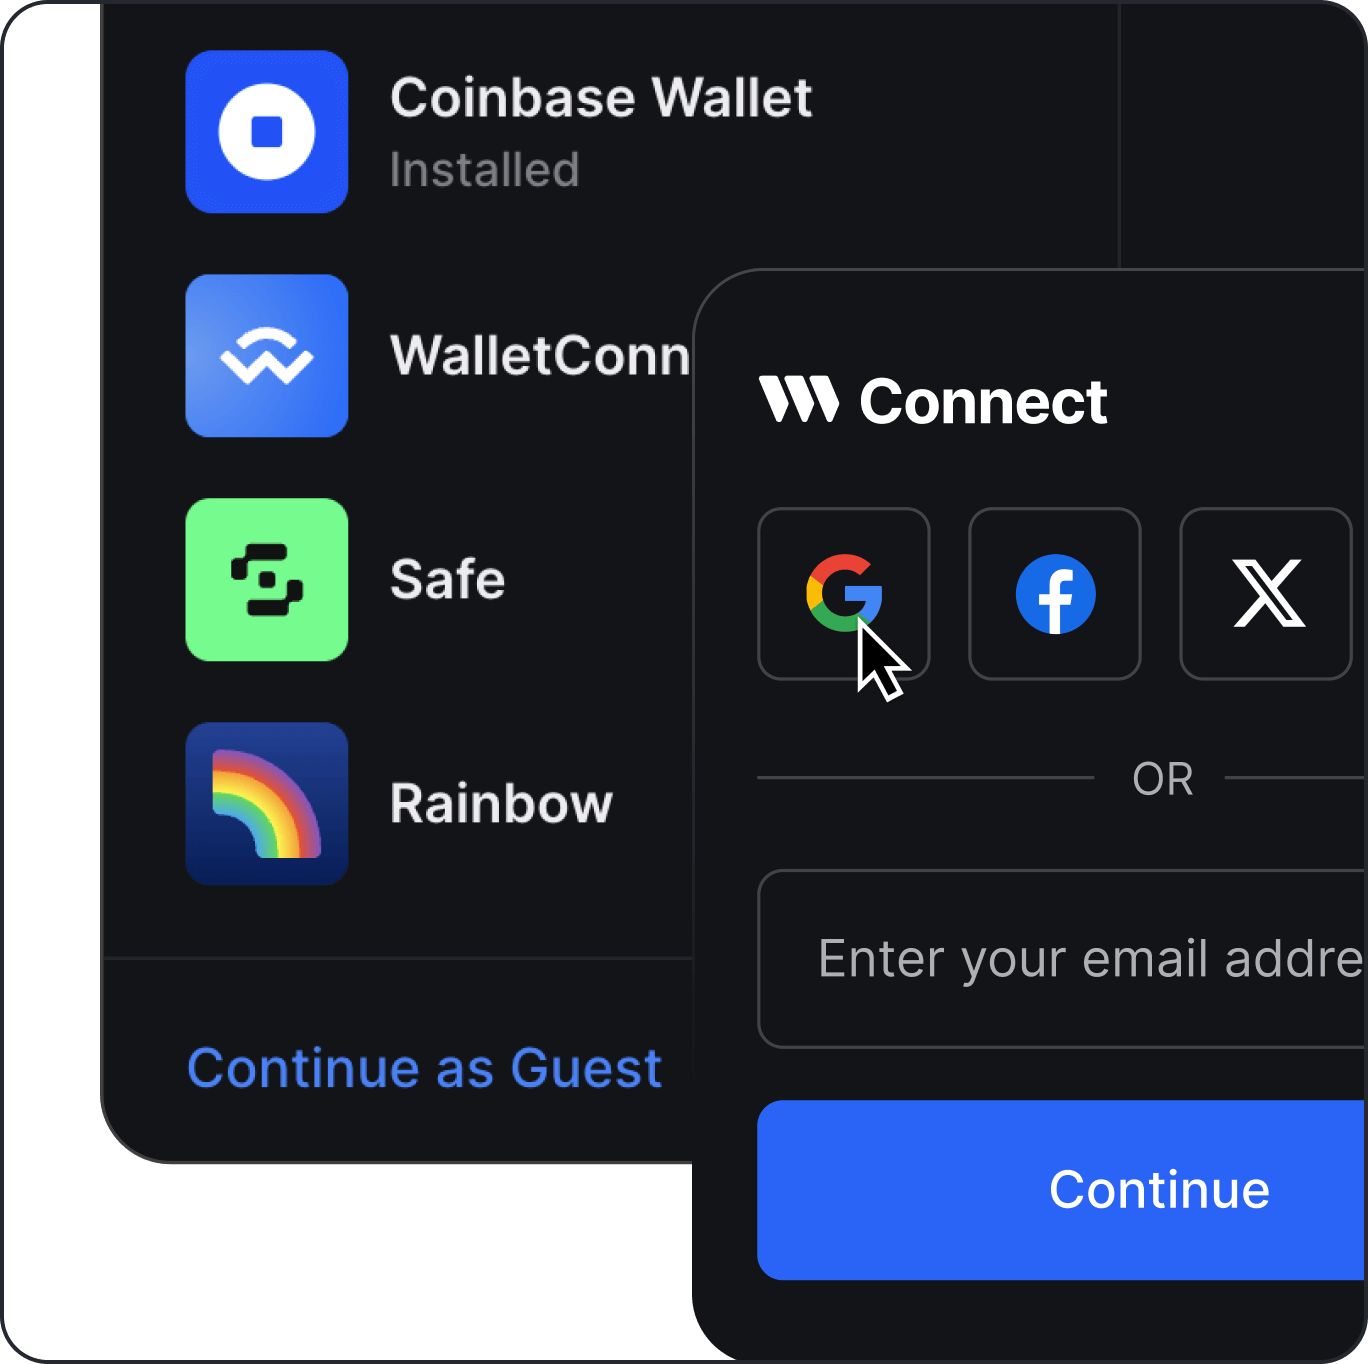 Coinbase Wallet
Installed
WalletConn
Safe
Rainbow
Continue as Guest
Connect
OR
Enter your email addre
Continue